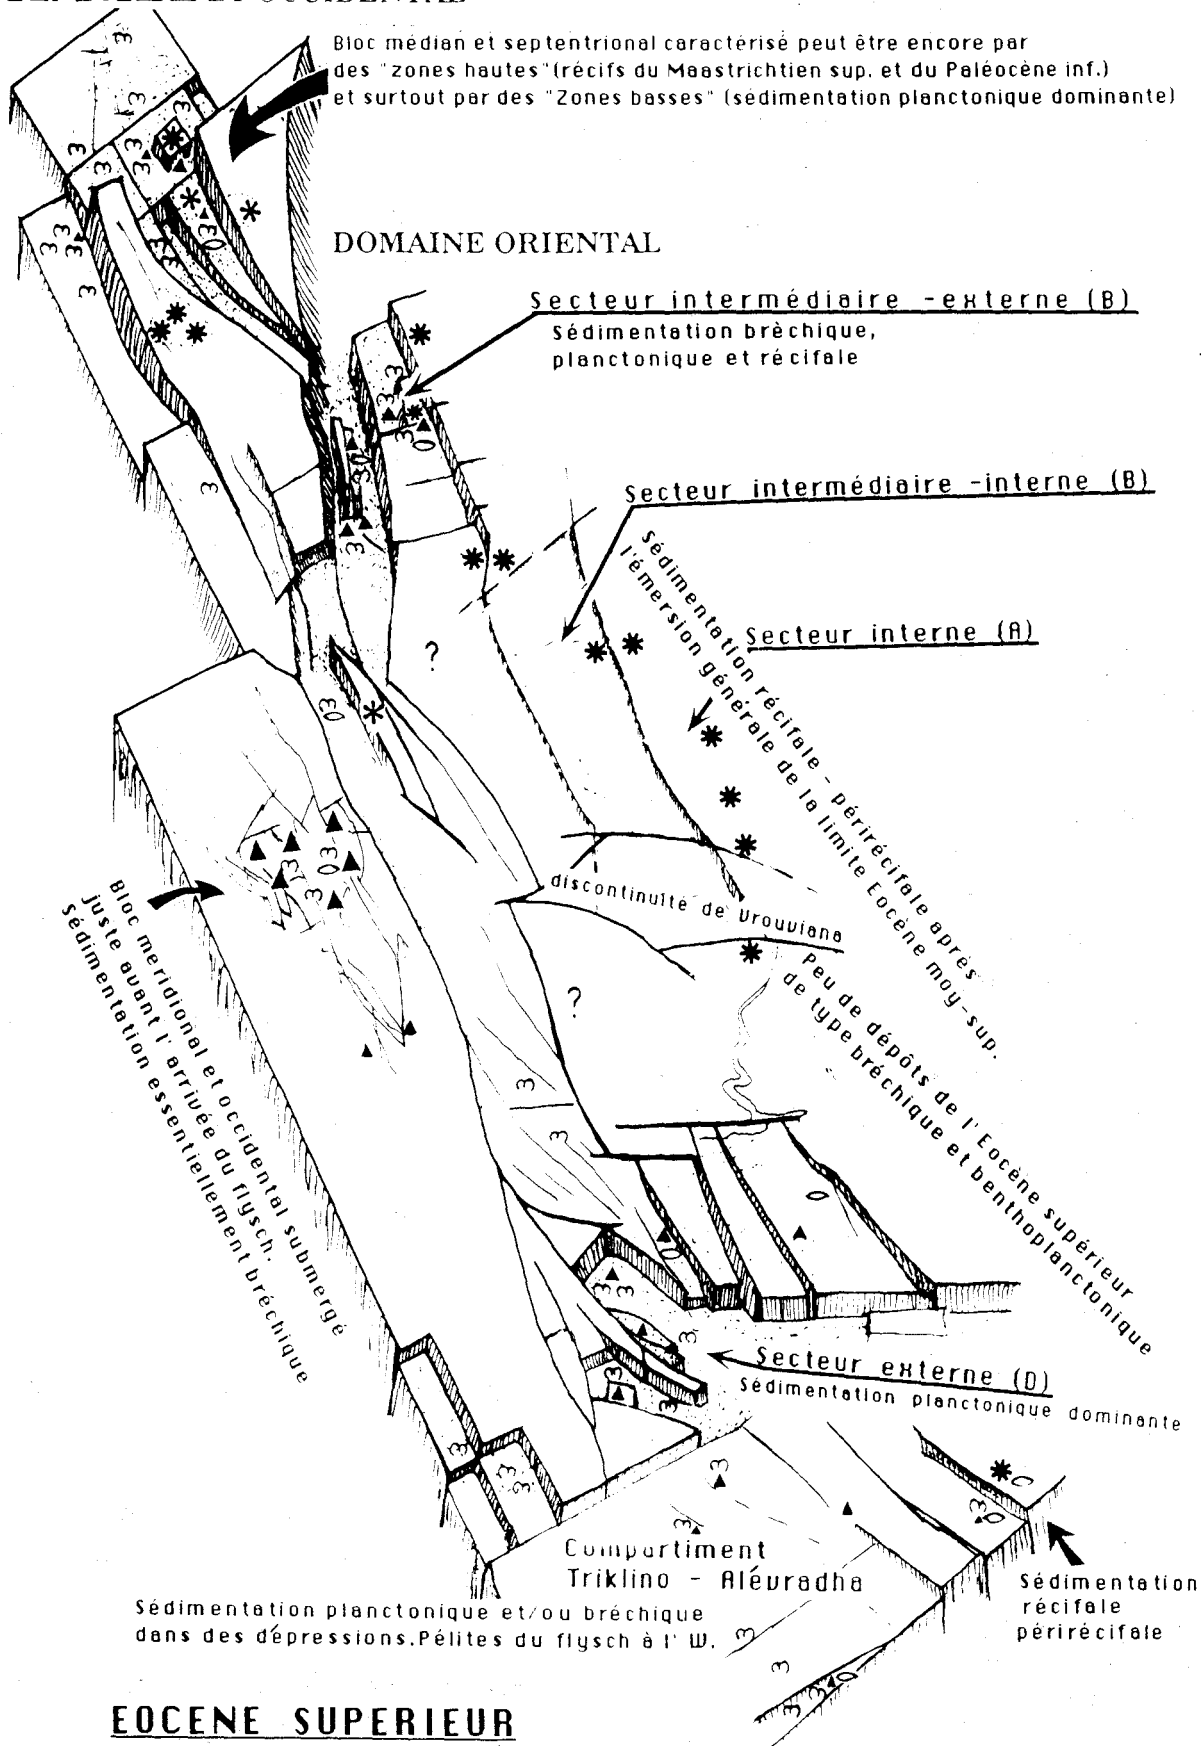 Bloc médian et septentrional caractérisé peut être encore par
des "zones hautes"(récifs du Maastrichtien sup. et du Paléocène inf.)
et surtout par des "Zones basses" (sédimentation planctonique dominante)
DOMAINE ORIENTAL
Secteur intermédiaire -externe (B)
Sédimentation brèchique,
planctonique et récifale
Secteur intermédiaire -interne (B)
Sédimentation récifale - périrécifale après
l'émersion générale de la limite Eocène moy-sup.
Secteur interne (A)
discontinuité de Vrouviana
Peu de dépôts de l'Eocène supérieur
de type bréchique et benthoplanctonique
Bloc meridional et occidental submergé
juste avant l'arrivée du flysch.
Sédimentation essentiellement bréchique
Secteur externe (D)
Sédimentation planctonique dominante
Compartiment
Triklino - Alévradha
Sédimentation
récifale
périrécifale
Sédimentation planctonique et/ou bréchique
dans des dépressions.Pélites du flysch à l' W.
EOCENE SUPERIEUR